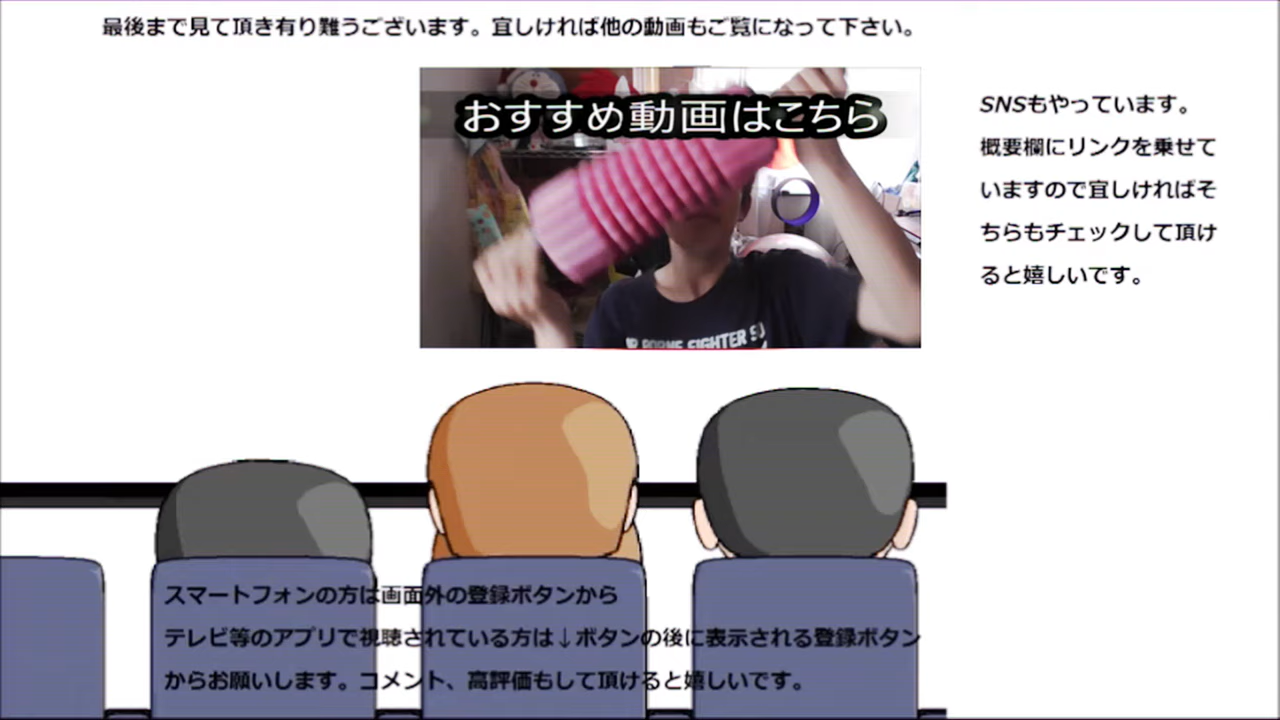 最後まで見て頂き有り難うございます。宜しければ他の動画もご覧になって下さい。
おすすめ動画はこちら
SNSもやっています。
概要欄にリンクを乗せて
いますので宜しければそ
ちらもチェックして頂け
ると嬉しいです。
FIGHTER
スマートフォンの方は画面外の登録ボタンから
テレビ等のアプリで視聴されている方は↓ボタンの後に表示される登録ボタン
からお願いします。コメント、高評価もして頂けると嬉しいです。